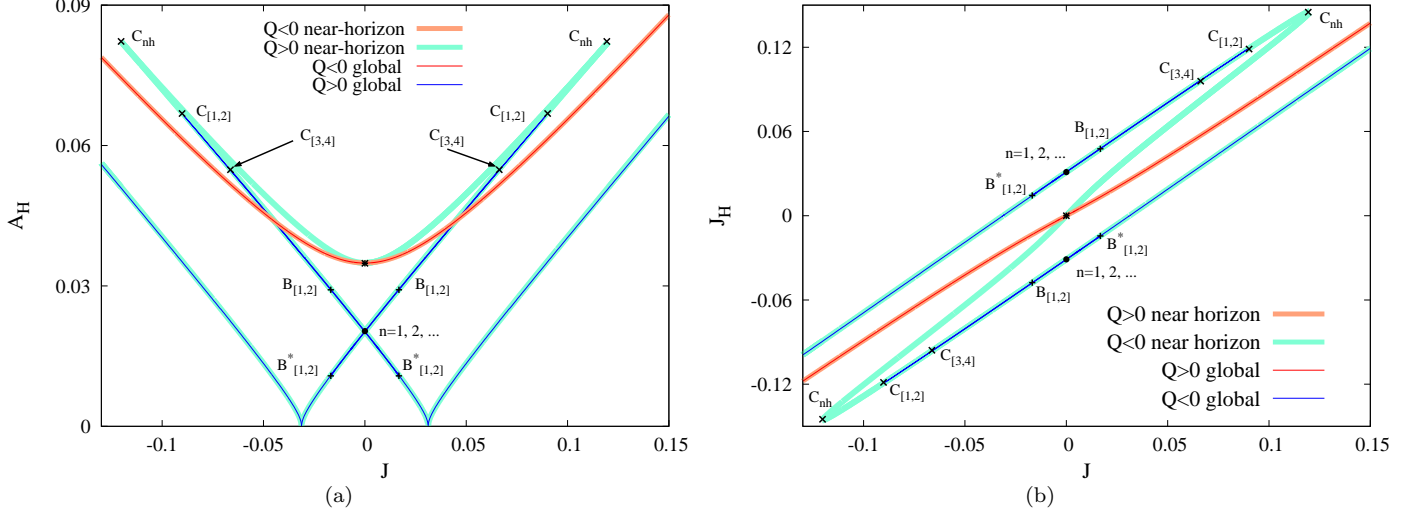 0.09
0.06
0.03
0
-0.1
-0.05
0
0.05
0.1
0.15
A_H
J
Q<0 near-horizon
Q>0 near-horizon
Q<0 global
Q>0 global
C_nh
C_nh
C_[1,2]
C_[1,2]
C_[3,4]
C_[3,4]
B_[1,2]
B_[1,2]
n=1, 2, ...
B^*_[1,2]
B^*_[1,2]
(a)
0.12
0.06
0
-0.06
-0.12
-0.1
-0.05
0
0.05
0.1
0.15
J_H
J
C_nh
C_[1,2]
C_[3,4]
B_[1,2]
n=1, 2, ...
B^*_[1,2]
B^*_[1,2]
n=1, 2, ...
B_[1,2]
C_[3,4]
C_[1,2]
C_nh
Q>0 near horizon
Q<0 near horizon
Q>0 global
Q<0 global
(b)